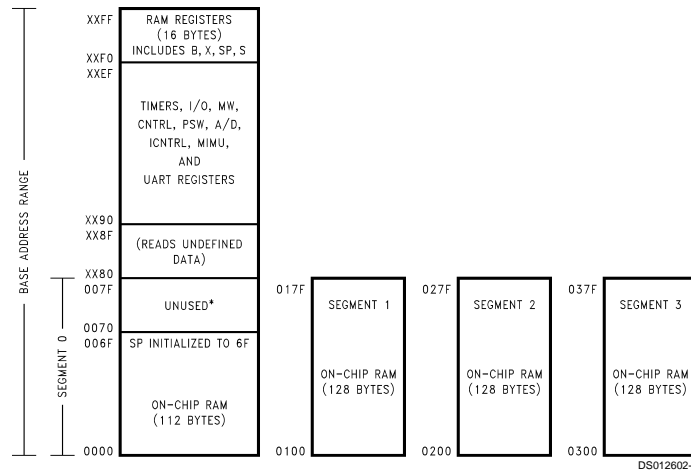 XXFF
RAM REGISTERS
(16 BYTES)
INCLUDES B, X, SP, S
XXF0
XXEF
TIMERS, I/O, MW,
CNTRL, PSW, A/D,
ICNTRL, MIMU,
AND
UART REGISTERS
XX90
XX8F
(READS UNDEFINED
DATA)
XX80
007F
UNUSED*
0070
006F
SP INITIALIZED TO 6F
ON-CHIP RAM
(112 BYTES)
0000
BASE ADDRESS RANGE
SEGMENT 0
017F
SEGMENT 1
ON-CHIP RAM
(128 BYTES)
0100
027F
SEGMENT 2
ON-CHIP RAM
(128 BYTES)
0200
037F
SEGMENT 3
ON-CHIP RAM
(128 BYTES)
0300
DS012602-